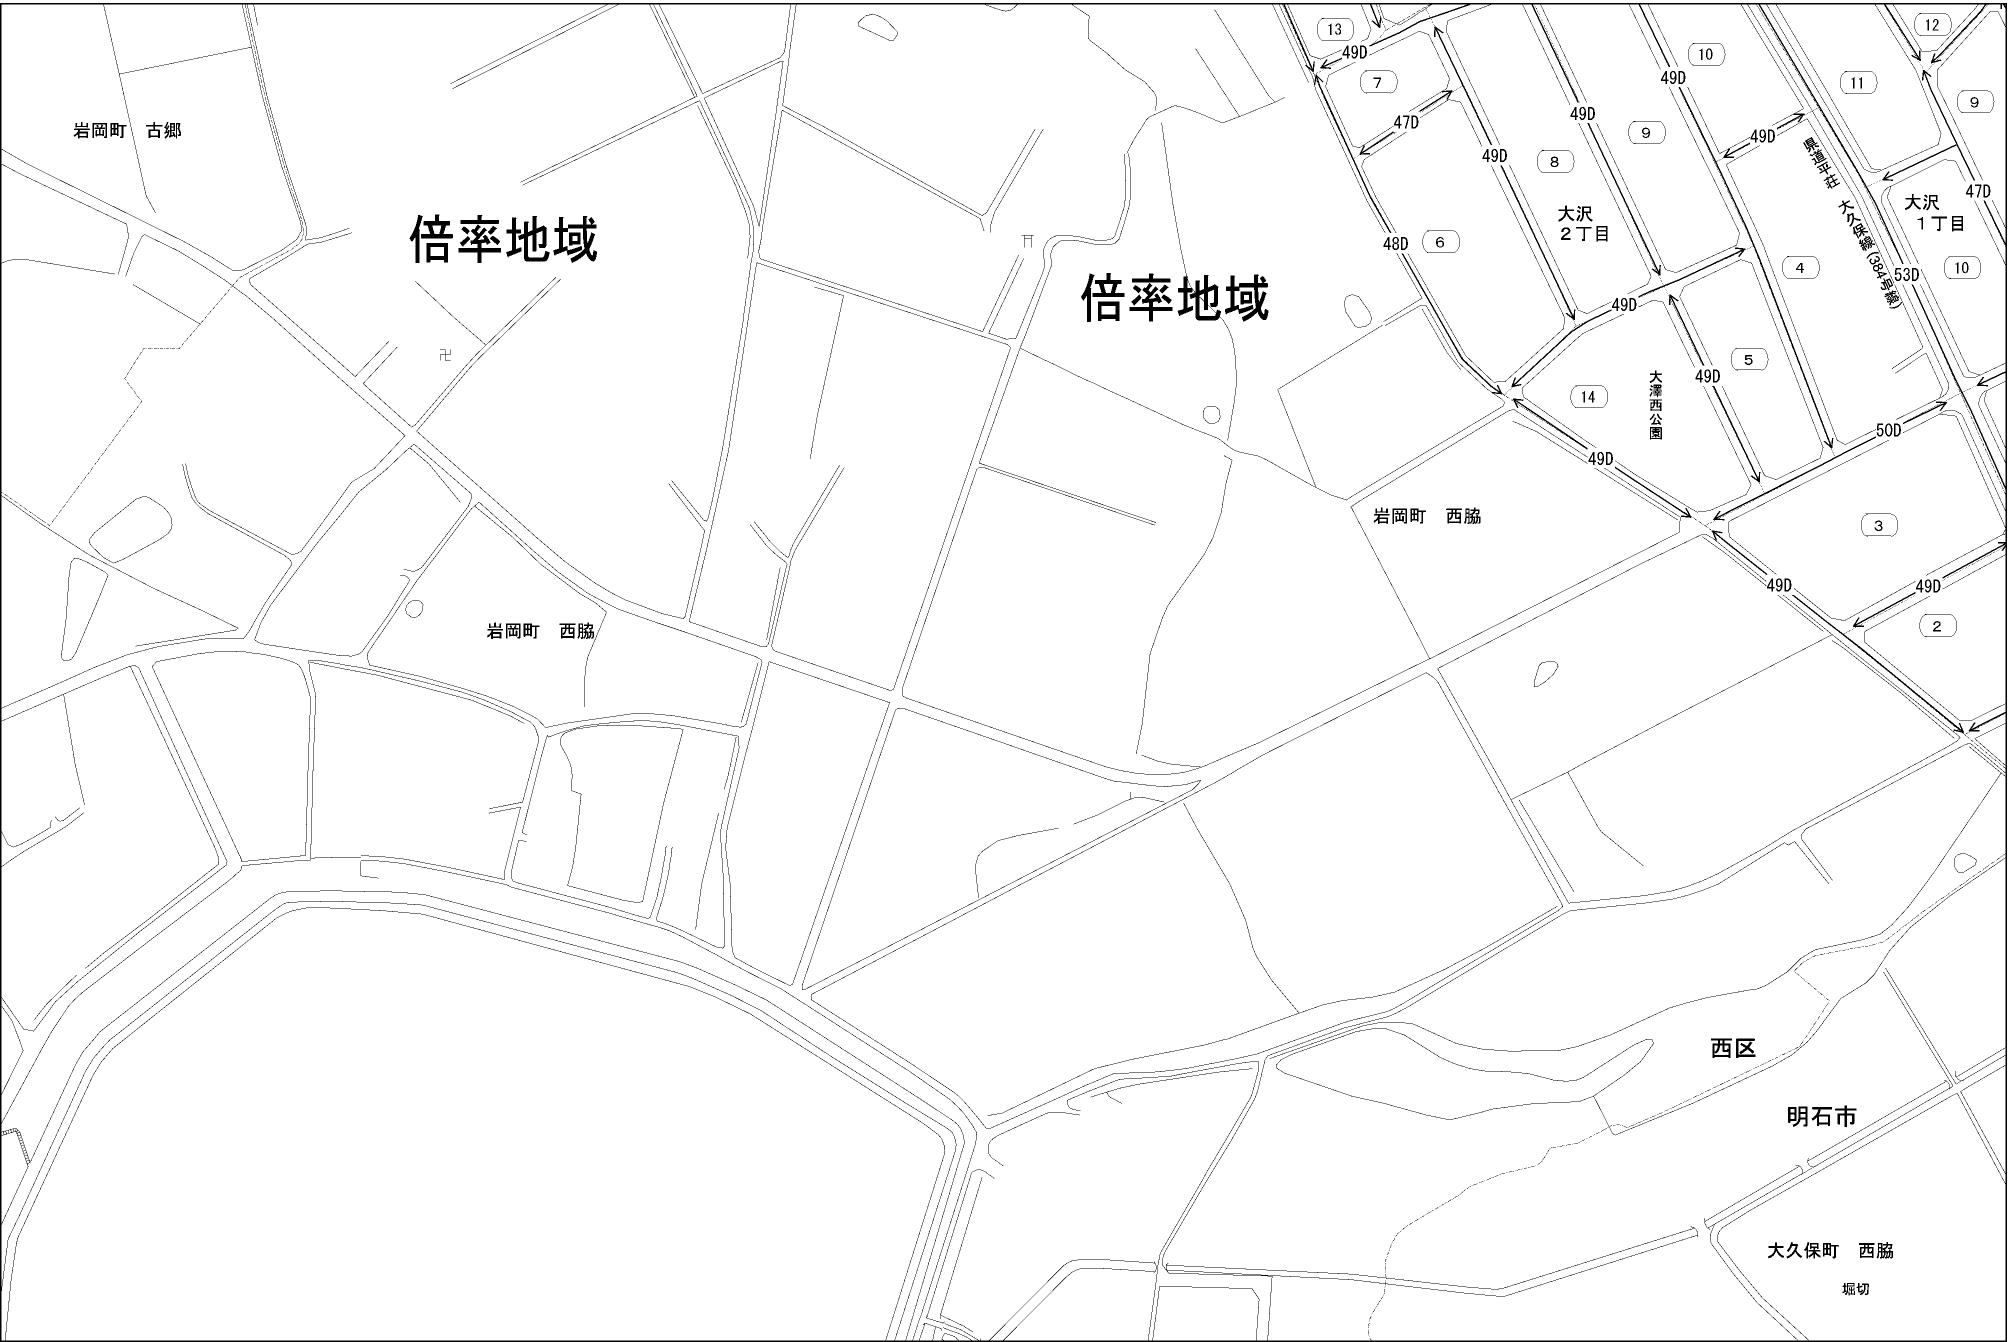 13
12
49D
10
7
49D
11
9
49D
47D
9
49D
49D
岩岡町　古郷
県道平荘
大久保線(384号線)
49D
8
47D
大沢
１丁目
大沢
２丁目
倍率地域
48D
6
4
10
53D
倍率地域
49D
卍
5
49D
大澤西公園
14
50D
49D
岩岡町　西脇
3
49D
49D
2
岩岡町　西脇
西区
明石市
大久保町　西脇
堀切